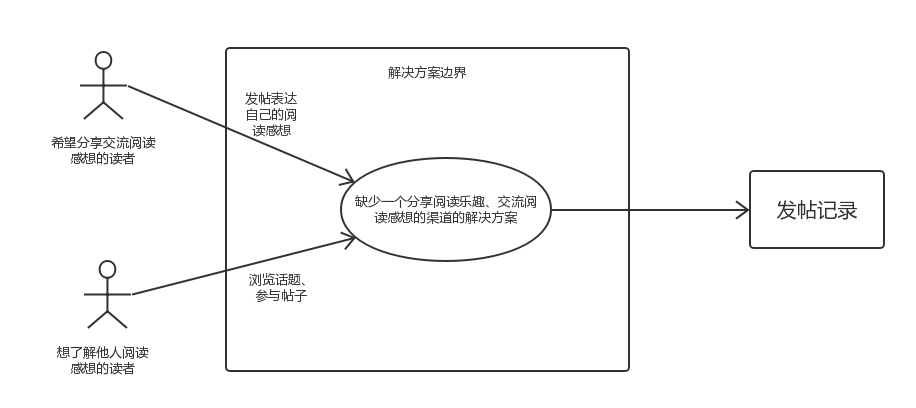 解决方案边界
发帖表达
自己的阅
读感想
希望分享交流阅读
感想的读者
缺少一个分享阅读乐趣、交流阅
读感想的渠道的解决方案
发帖记录
浏览话题、
参与帖子
想了解他人阅读
感想的读者